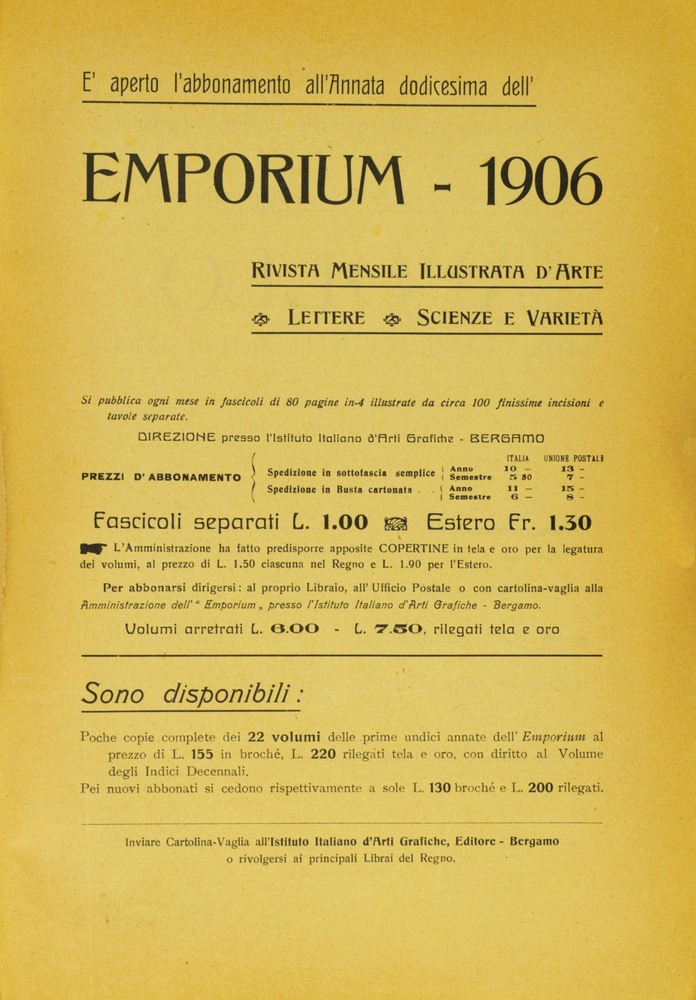 E' aperto l'abbonamento all'Annata dodicesima dell'
EMPORIUM - 1906
RIVISTA MENSILE ILLUSTRATA D'ARTE
LETTERE SCIENZE E VARIETÀ
Si pubblica ogni mese in fascicoli di 80 pagine in-4 illustrate da circa 100 finissime incisioni e
tavole separate.
DIREZIONE presso l'Istituto Italiano d'Arti Grafiche - BERGAMO
ITALIA UNIONE POSTALE
PREZZI D'ABBONAMENTO
Spedizione in sottofascia semplice Anno 10 — 13 —
Semestre 5 50 7 —
Spedizione in Busta cartonata . . Anno 11 — 15 —
Semestre 6 — 8 —
Fascicoli separati L. 1.00 Estero Fr. 1.30
L'Amministrazione ha fatto predisporre apposite COPERTINE in tela e oro per la legatura
dei volumi, al prezzo di L. 1.50 ciascuna nel Regno e L. 1.90 per l'Estero.
Per abbonarsi dirigersi: al proprio Libraio, all'Ufficio Postale o con cartolina-vaglia alla
Amministrazione dell' " Emporium „ presso l'Istituto Italiano d'Arti Grafiche - Bergamo.
Volumi arretrati L. 6.00 - L. 7.50, rilegati tela e oro
Sono disponibili:
Poche copie complete dei 22 volumi delle prime undici annate dell' Emporium al
prezzo di L. 155 in broché, L. 220 rilegati tela e oro, con diritto al Volume
degli Indici Decennali.
Pei nuovi abbonati si cedono rispettivamente a sole L. 130 broché e L. 200 rilegati.
Inviare Cartolina-Vaglia all'Istituto Italiano d'Arti Grafiche, Editore - Bergamo
o rivolgersi ai principali Librai del Regno.